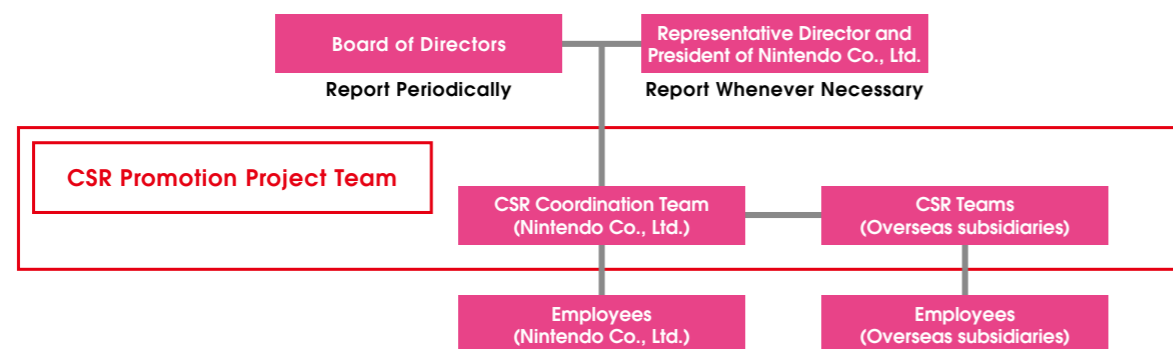 Board of Directors
Representative Director and
President of Nintendo Co., Ltd.
Report Periodically
Report Whenever Necessary
CSR Promotion Project Team
CSR Coordination Team
(Nintendo Co., Ltd.)
CSR Teams
(Overseas subsidiaries)
Employees
(Nintendo Co., Ltd.)
Employees
(Overseas subsidiaries)